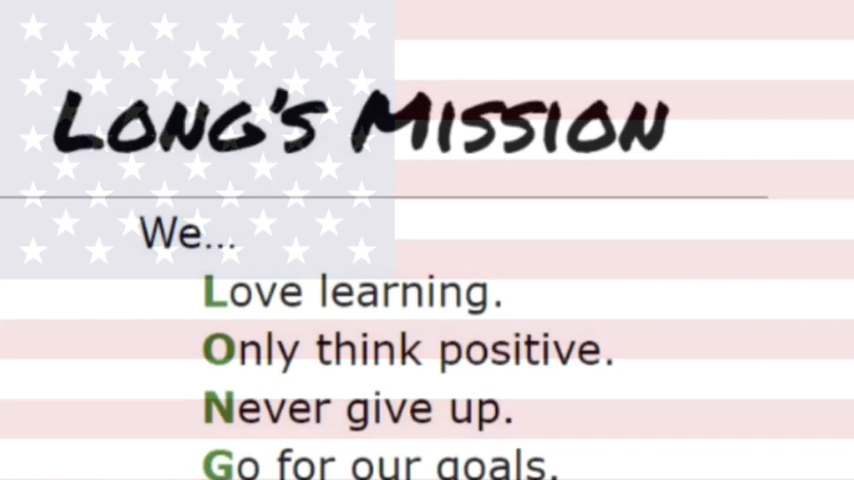 Long's Mission
We...
Love learning.
Only think positive.
Never give up.
Go for our goals.